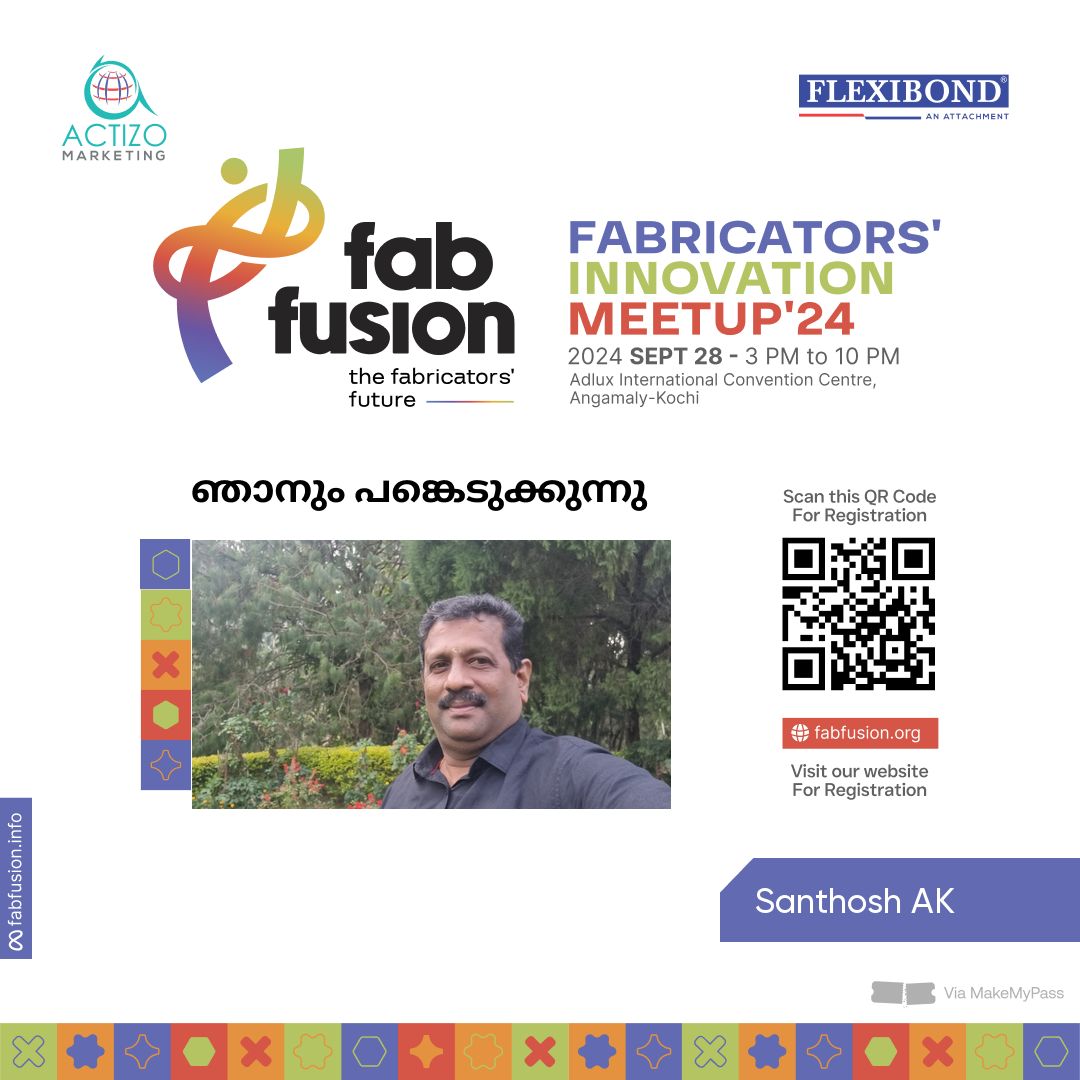 ACTIZO
MARKETING
FLEXIBOND®
AN ATTACHMENT
fab
fusion
the fabricators'
future
FABRICATORS'
INNOVATION
MEETUP'24
2024 SEPT 28 - 3 PM to 10 PM
Adlux International Convention Centre,
Angamaly-Kochi
ഞാനും പങ്കെടുക്കുന്നു
Scan this QR Code
For Registration
fabfusion.org
Visit our website
For Registration
fabfusion.info
Santhosh AK
Via MakeMyPass